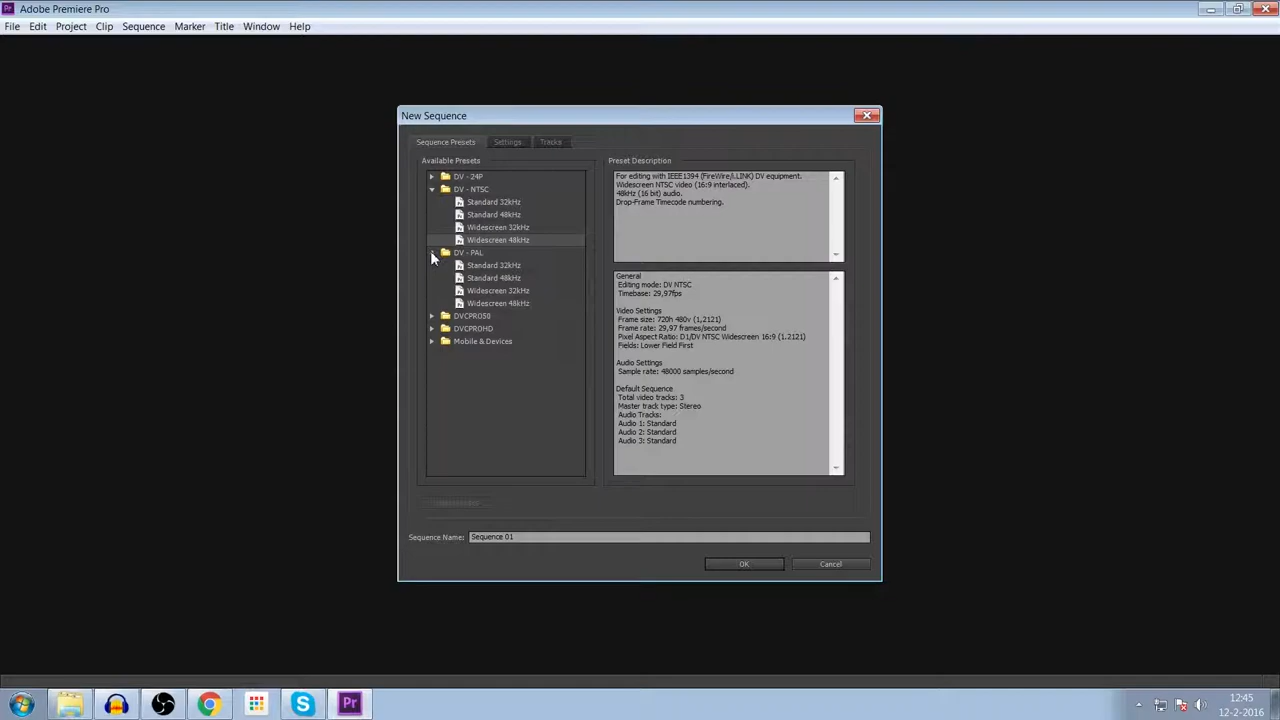 Adobe Premiere Pro
File Edit Project Clip Sequence Marker Title Window Help
New Sequence
Sequence Presets Settings Tracks
Available Presets
DV - 24P
DV - NTSC
Standard 32kHz
Standard 48kHz
Widescreen 32kHz
Widescreen 48kHz
DV - PAL
Standard 32kHz
Standard 48kHz
Widescreen 32kHz
Widescreen 48kHz
DVCPRO50
DVCPROHD
Mobile & Devices
Preset Description
For editing with IEEE1394 (FireWire/i.LINK) DV equipment.
Widescreen NTSC video (16:9 interlaced).
48kHz (16 bit) audio.
Drop-Frame Timecode numbering.
General
Editing mode: DV NTSC
Timebase: 29,97fps
Video Settings
Frame size: 720h 480v (1,2121)
Frame rate: 29,97 frames/second
Pixel Aspect Ratio: D1/DV NTSC Widescreen 16:9 (1,2121)
Fields: Lower Field First
Audio Settings
Sample rate: 48000 samples/second
Default Sequence
Total video tracks: 3
Master track type: Stereo
Audio Tracks:
Audio 1: Standard
Audio 2: Standard
Audio 3: Standard
Sequence Name: Sequence 01
OK Cancel
Pr
12:45
12-2-2016